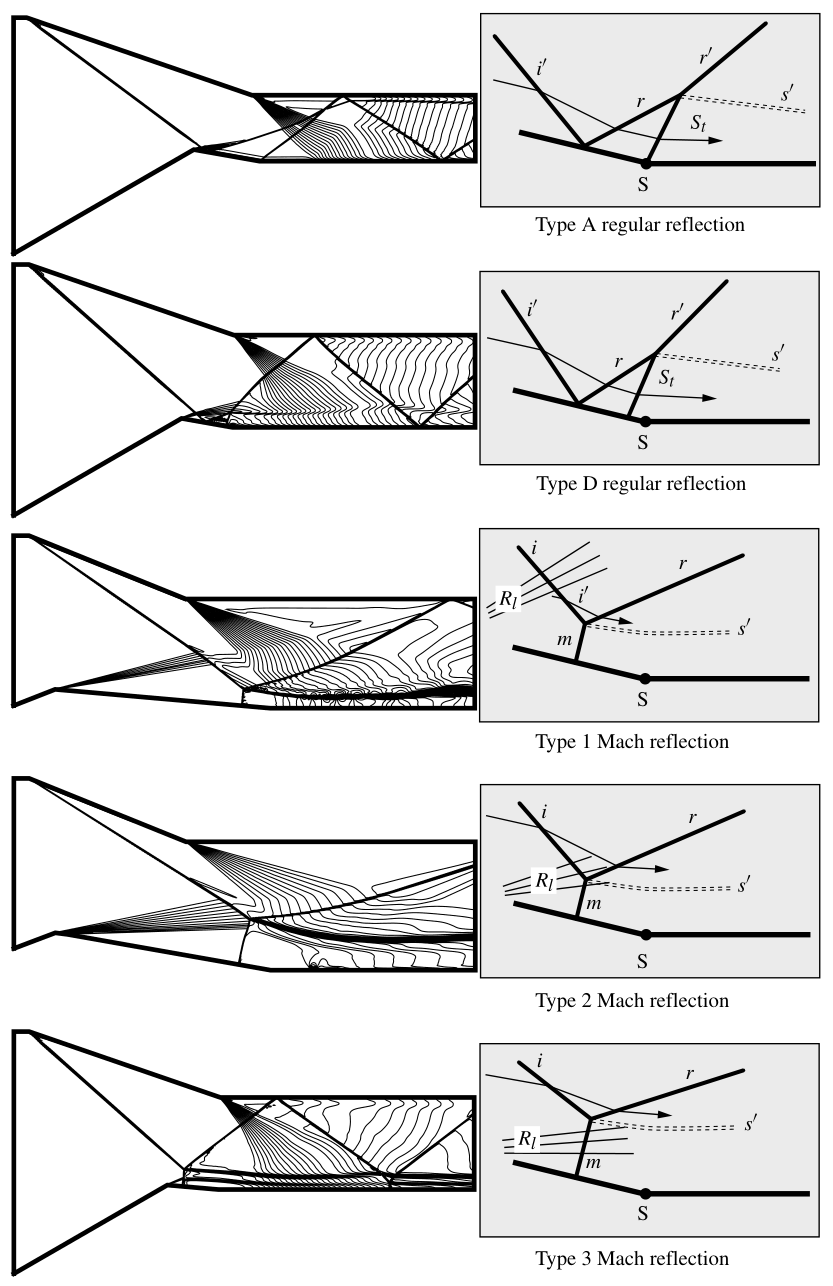 i′
r
r′
s′
S_t
S
Type A regular reflection
i′
r
r′
s′
S_t
S
Type D regular reflection
i
r
R_l
i′
m
s′
S
Type 1 Mach reflection
i
r
R_l
s′
m
S
Type 2 Mach reflection
i
r
R_l
s′
m
S
Type 3 Mach reflection